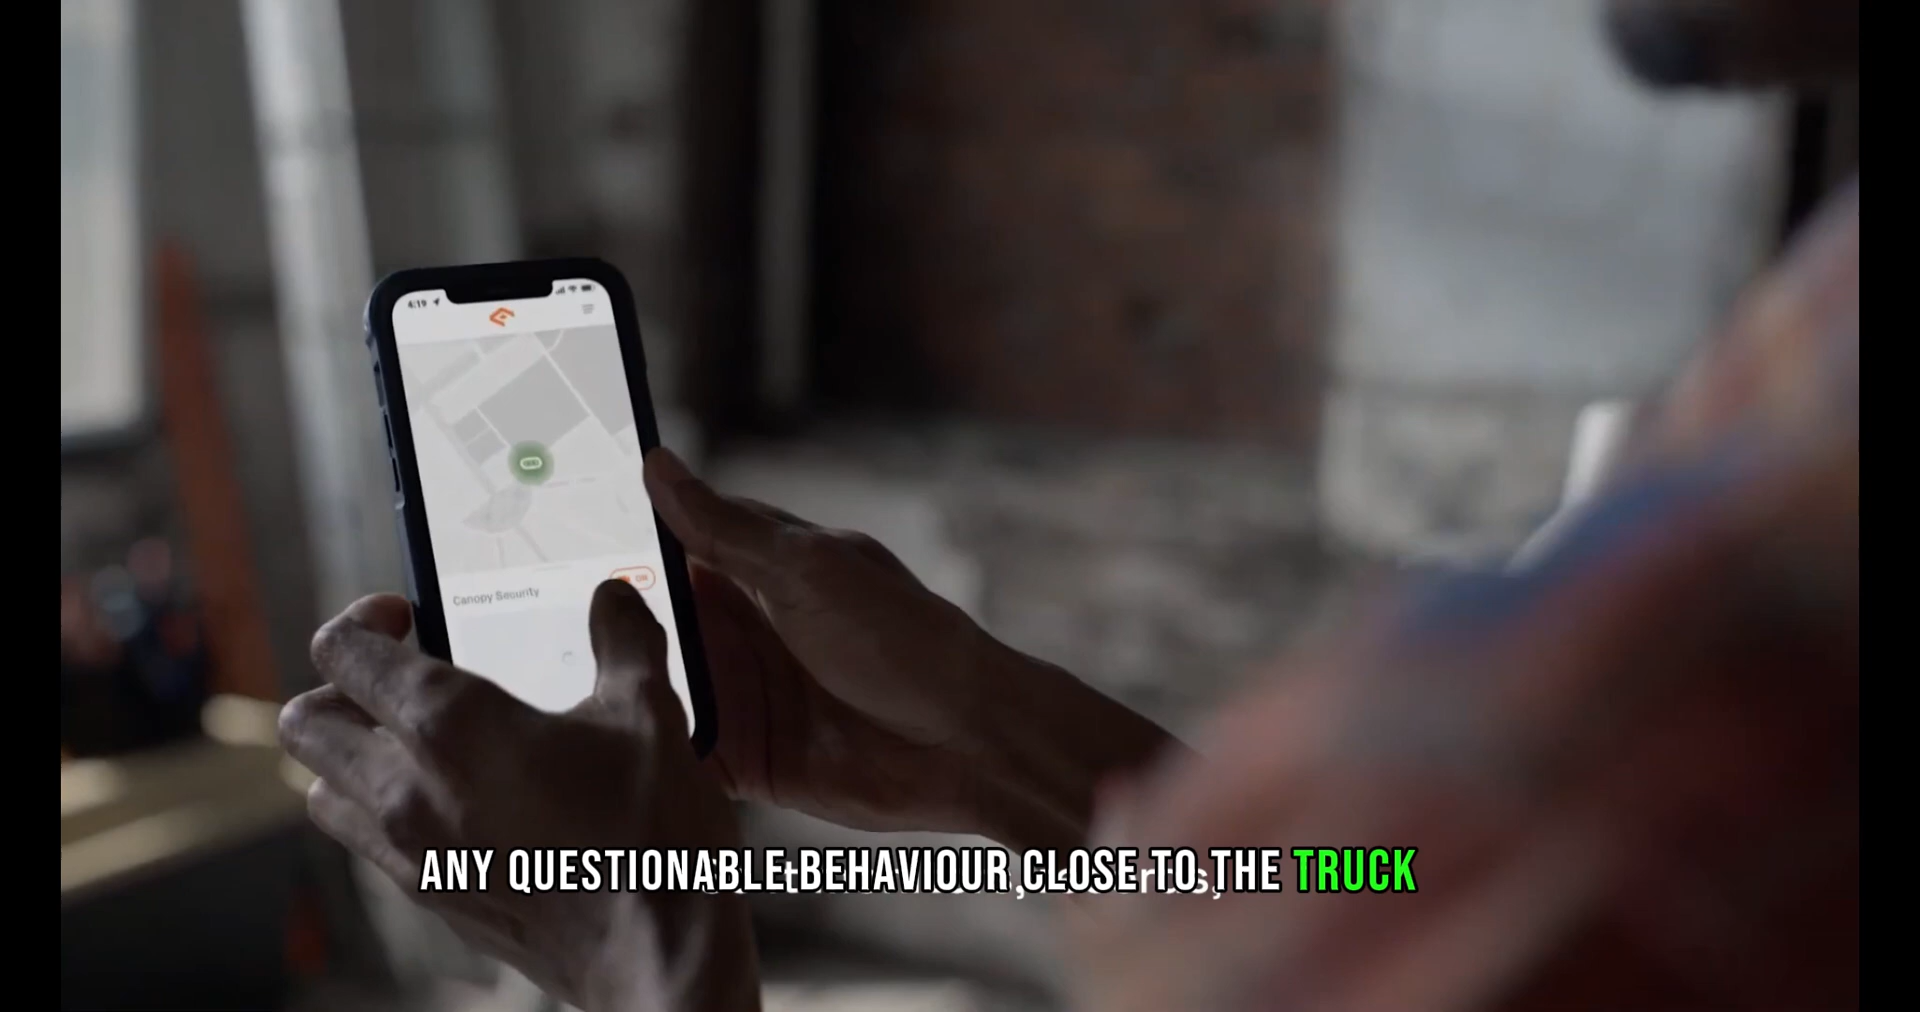 4:19
ON
Canopy Security
ANY QUESTIONABLE BEHAVIOUR CLOSE TO THE TRUCK